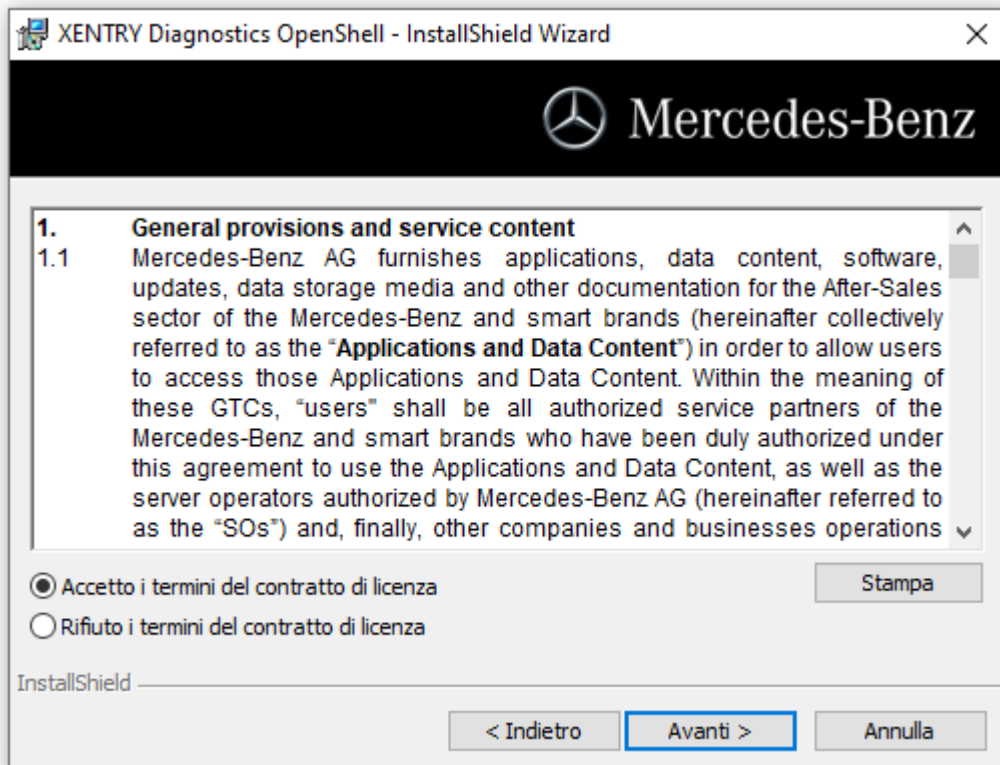 XENTRY Diagnostics OpenShell - InstallShield Wizard
Mercedes-Benz
1. General provisions and service content
1.1 Mercedes-Benz AG furnishes applications, data content, software,
updates, data storage media and other documentation for the After-Sales
sector of the Mercedes-Benz and smart brands (hereinafter collectively
referred to as the “Applications and Data Content”) in order to allow users
to access those Applications and Data Content. Within the meaning of
these GTCs, “users" shall be all authorized service partners of the
Mercedes-Benz and smart brands who have been duly authorized under
this agreement to use the Applications and Data Content, as well as the
server operators authorized by Mercedes-Benz AG (hereinafter referred to
as the “SOs”) and, finally, other companies and businesses operations
Accetto i termini del contratto di licenza
Stampa
Rifiuto i termini del contratto di licenza
InstallShield
< Indietro
Avanti >
Annulla